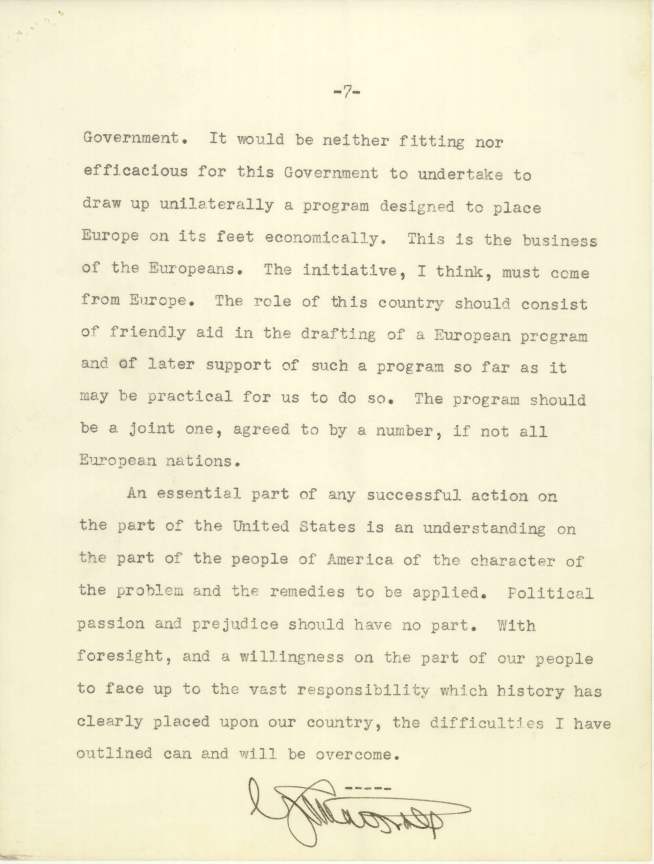 -7-
Government. It would be neither fitting nor
efficacious for this Government to undertake to
draw up unilaterally a program designed to place
Europe on its feet economically. This is the business
of the Europeans. The initiative, I think, must come
from Europe. The role of this country should consist
of friendly aid in the drafting of a European program
and of later support of such a program so far as it
may be practical for us to do so. The program should
be a joint one, agreed to by a number, if not all
European nations.
An essential part of any successful action on
the part of the United States is an understanding on
the part of the people of America of the character of
the problem and the remedies to be applied. Political
passion and prejudice should have no part. With
foresight, and a willingness on the part of our people
to face up to the vast responsibility which history has
clearly placed upon our country, the difficulties I have
outlined can and will be overcome.
-----